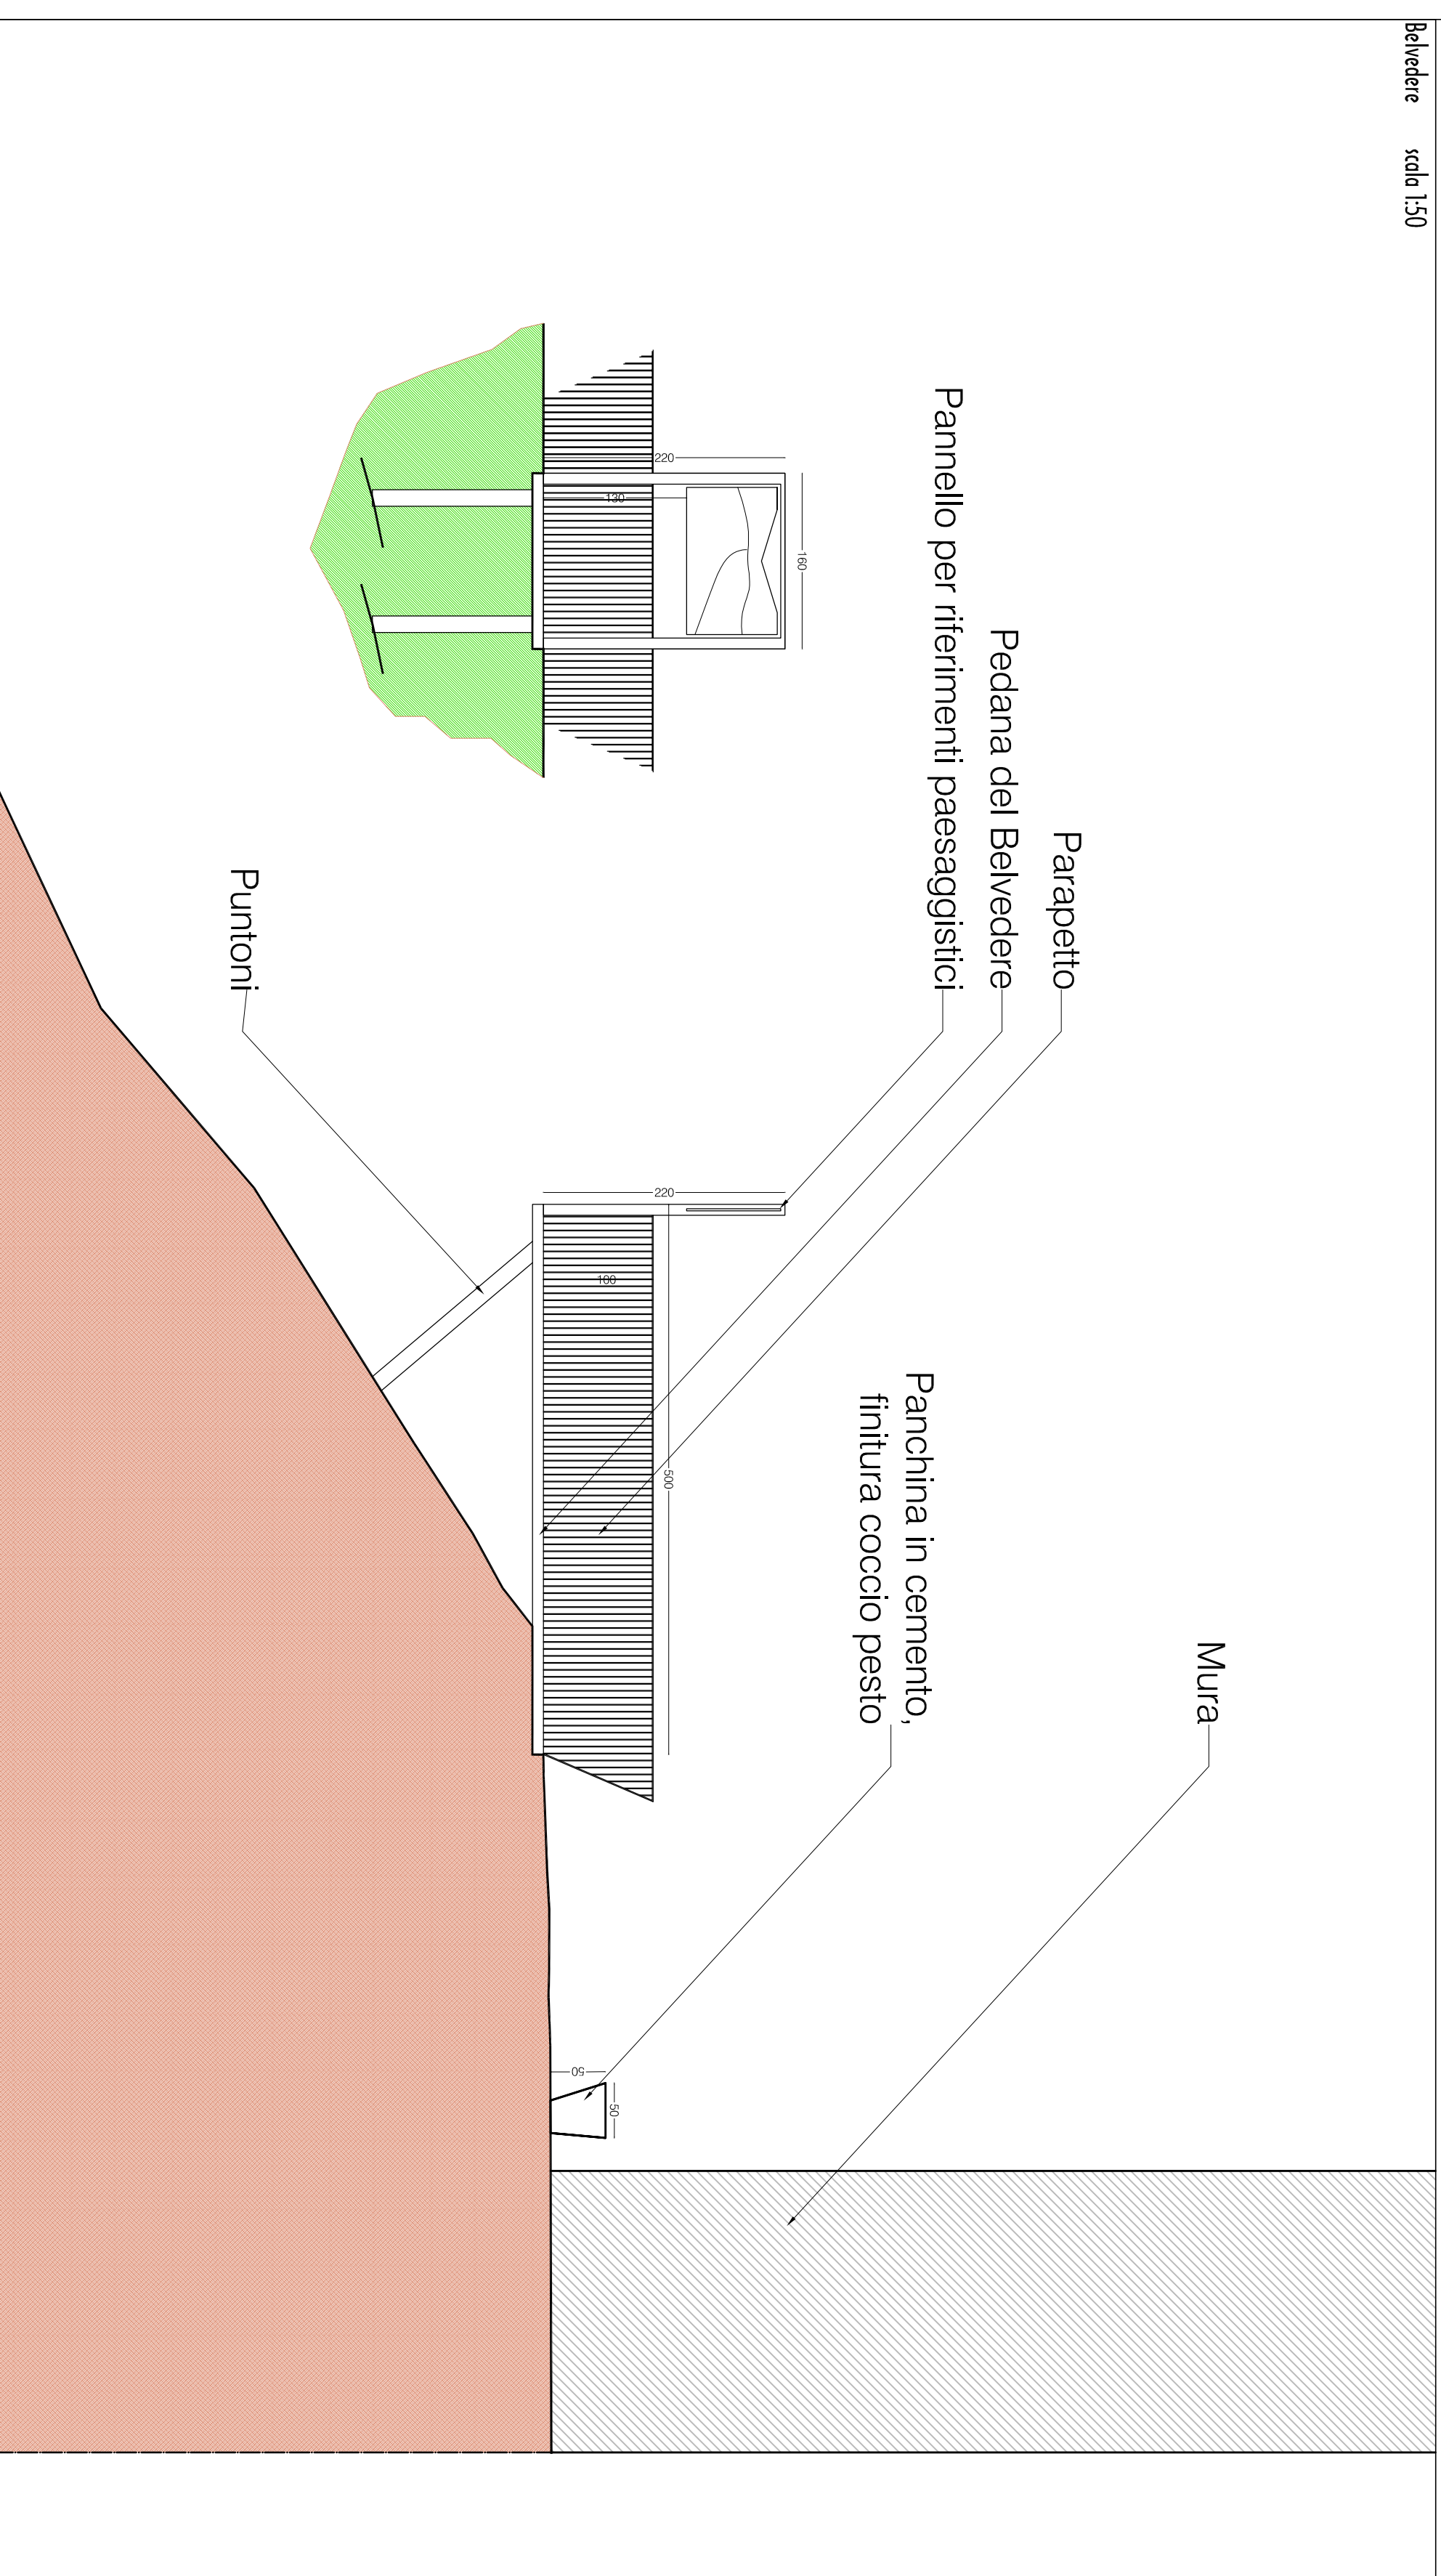 Belvedere scala 1:50
Mura
Parapetto
Pedana del Belvedere
Pannello per riferimenti paesaggistici
Panchina in cemento,
finitura coccio pesto
160
220
130
220
500
100
50
50
Puntoni